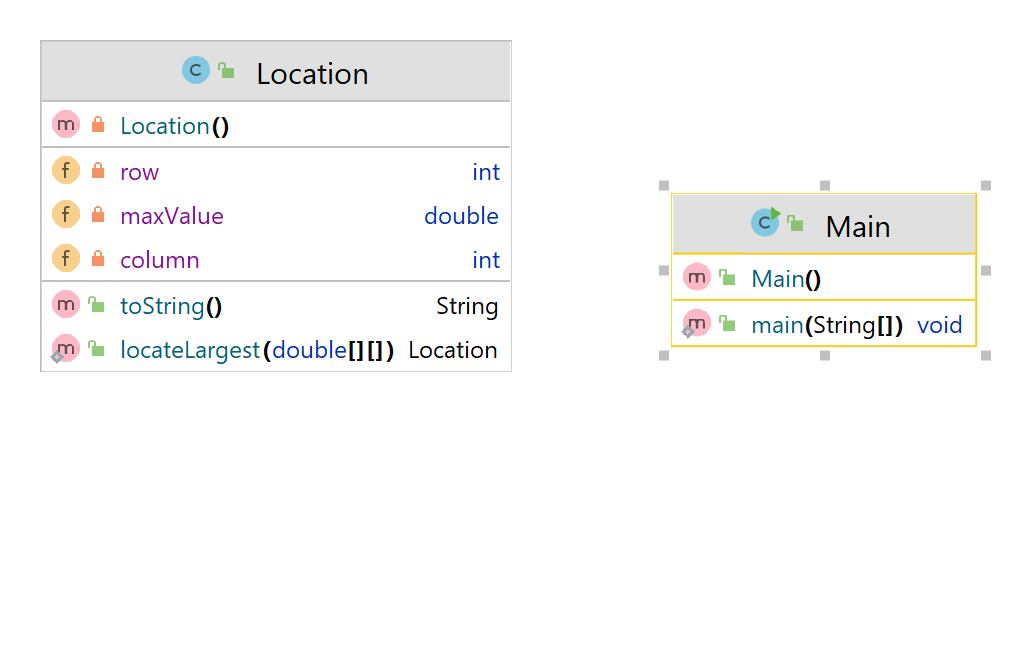 C Location
m Location()
f row int
f maxValue double
f column int
m toString() String
m locateLargest(double[][]) Location
C Main
m Main()
m main(String[]) void